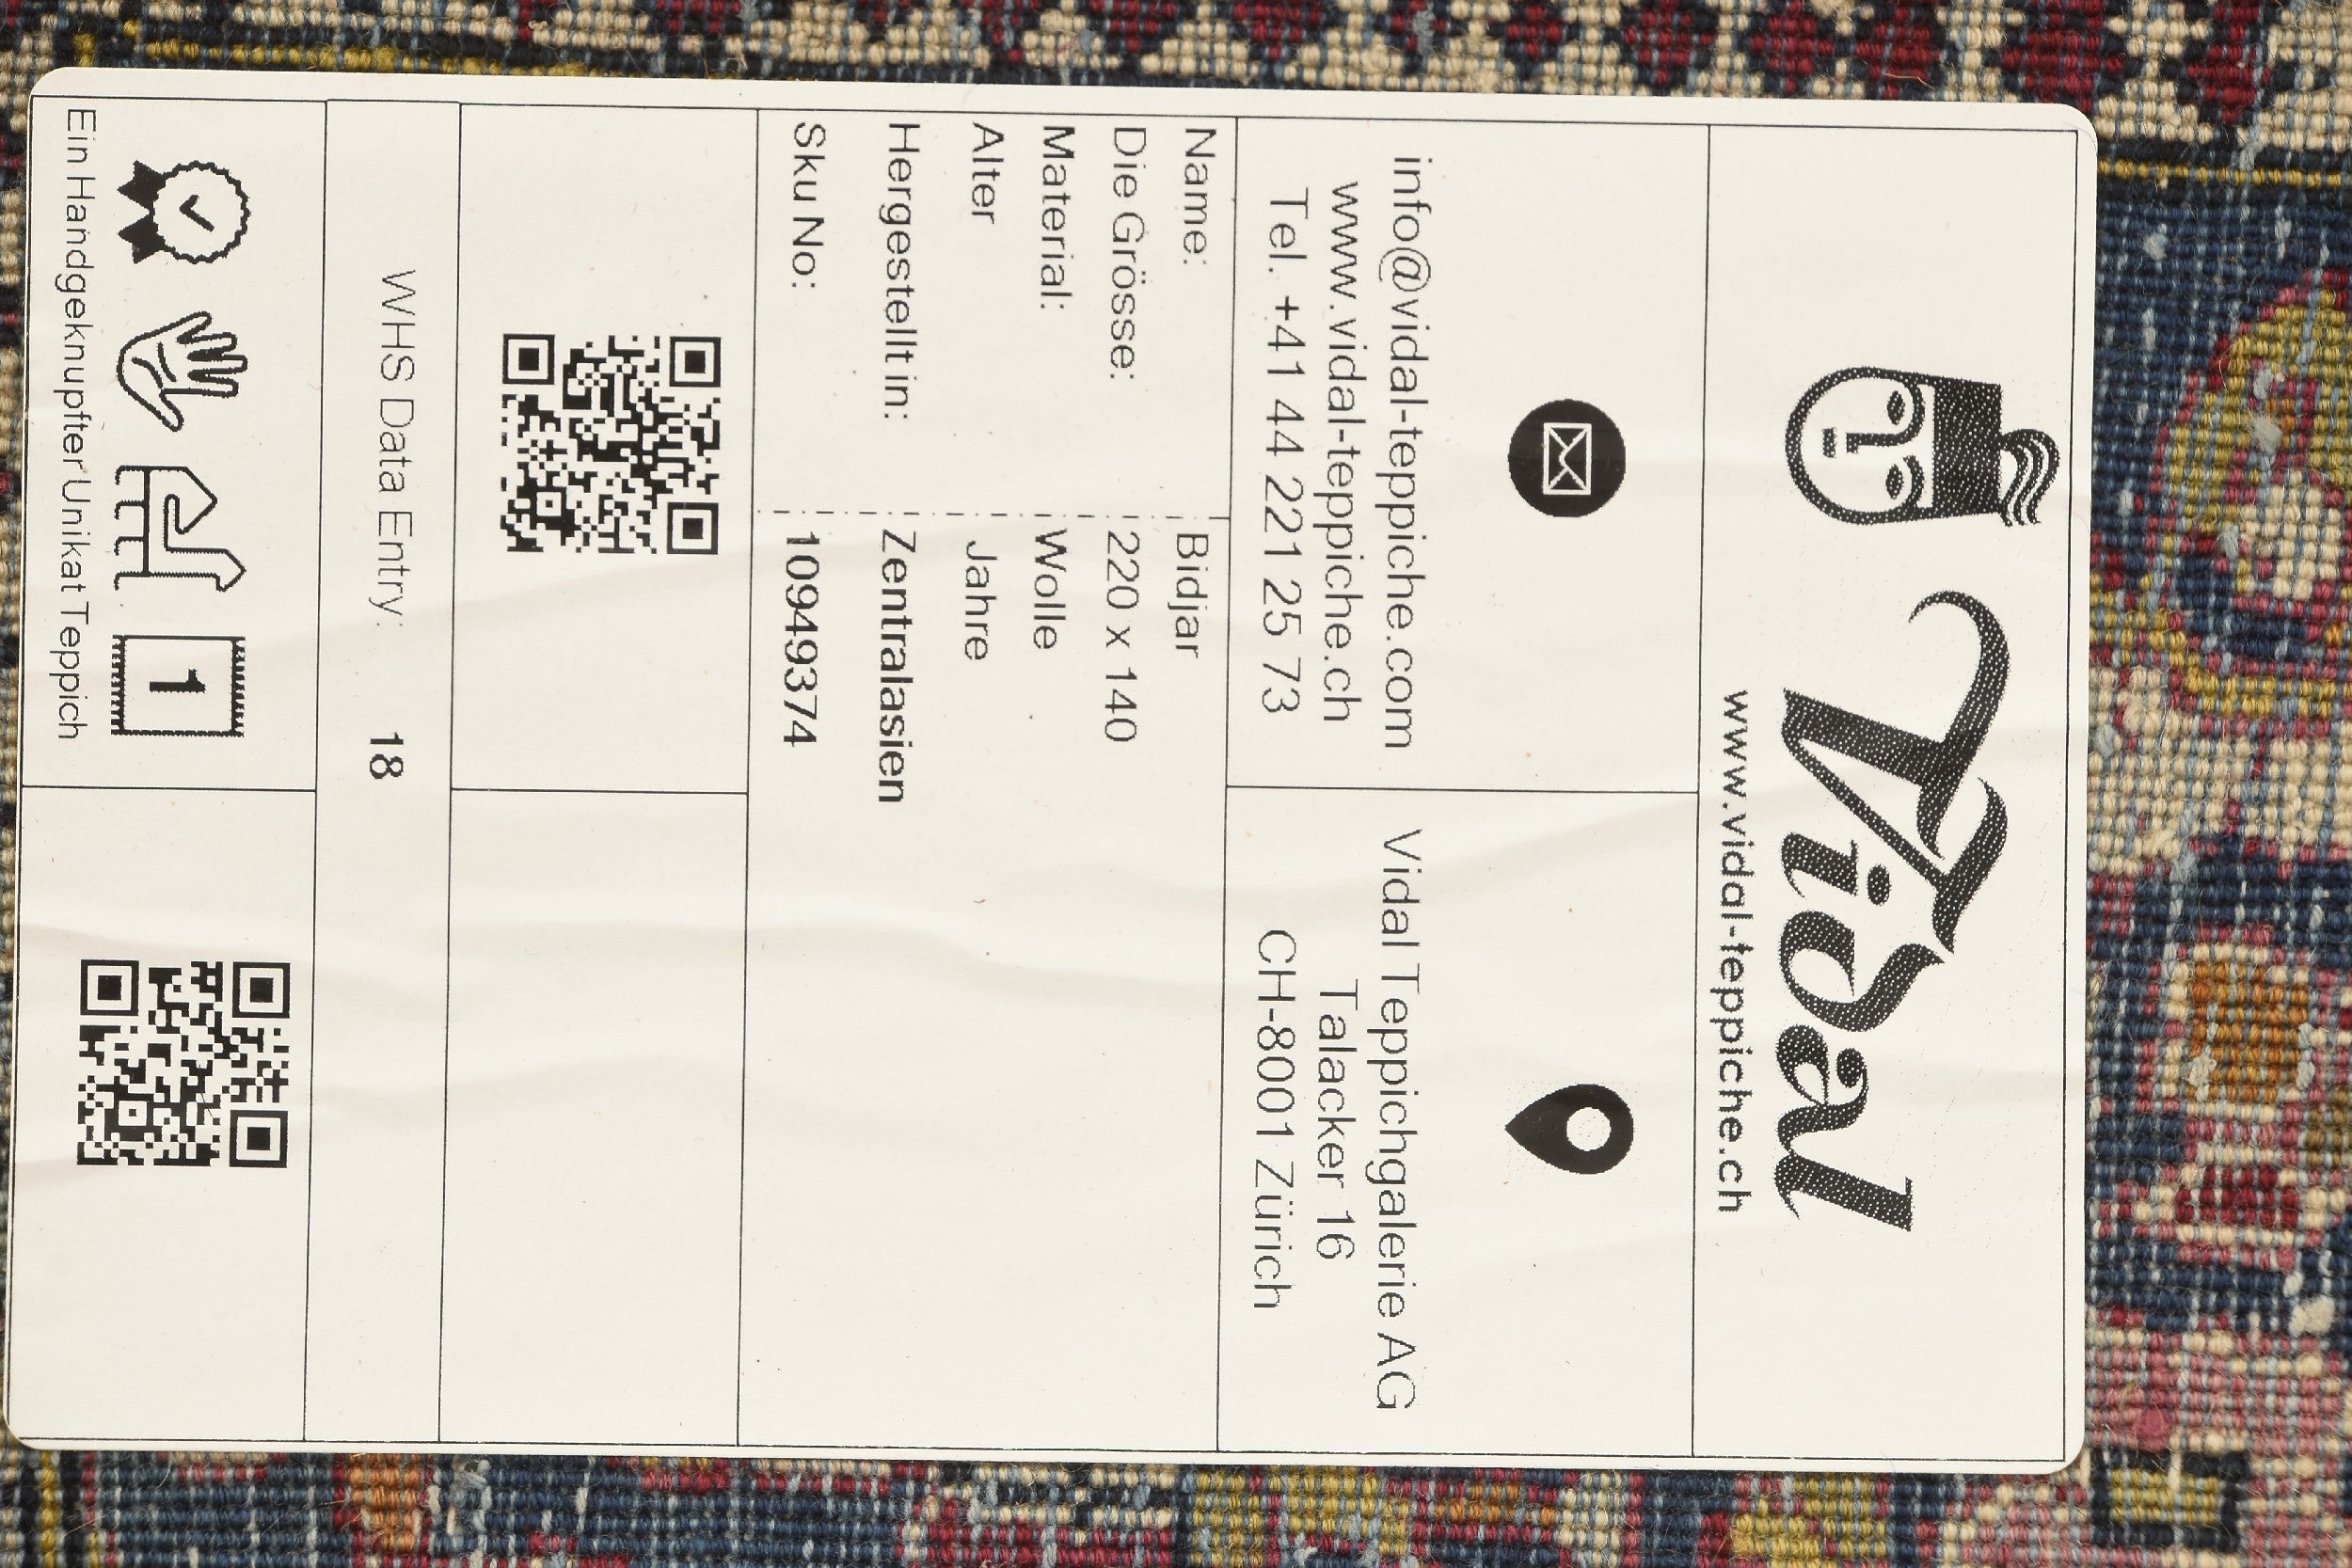 Vidal
www.vidal-teppiche.ch
info@vidal-teppiche.com
www.vidal-teppiche.ch
Tel. +41 44 221 25 73
Vidal Teppichgalerie AG
Talacker 16
CH-8001 Zürich
Name: Bidjar
Die Grösse: 220 x 140
Material: Wolle
Alter Jahre
Hergestellt in: Zentralasien
Sku No: 10949374
WHS Data Entry: 18
1
Ein Handgeknupfter Unikat Teppich